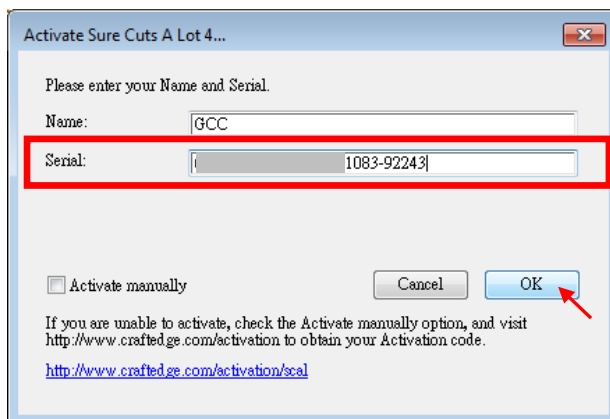 Activate Sure Cuts A Lot 4...
Please enter your Name and Serial.
Name: GCC
Serial: 1083-92243
Activate manually
Cancel
OK
If you are unable to activate, check the Activate manually option, and visit
http://www.craftedge.com/activation to obtain your Activation code.
http://www.craftedge.com/activation/scal